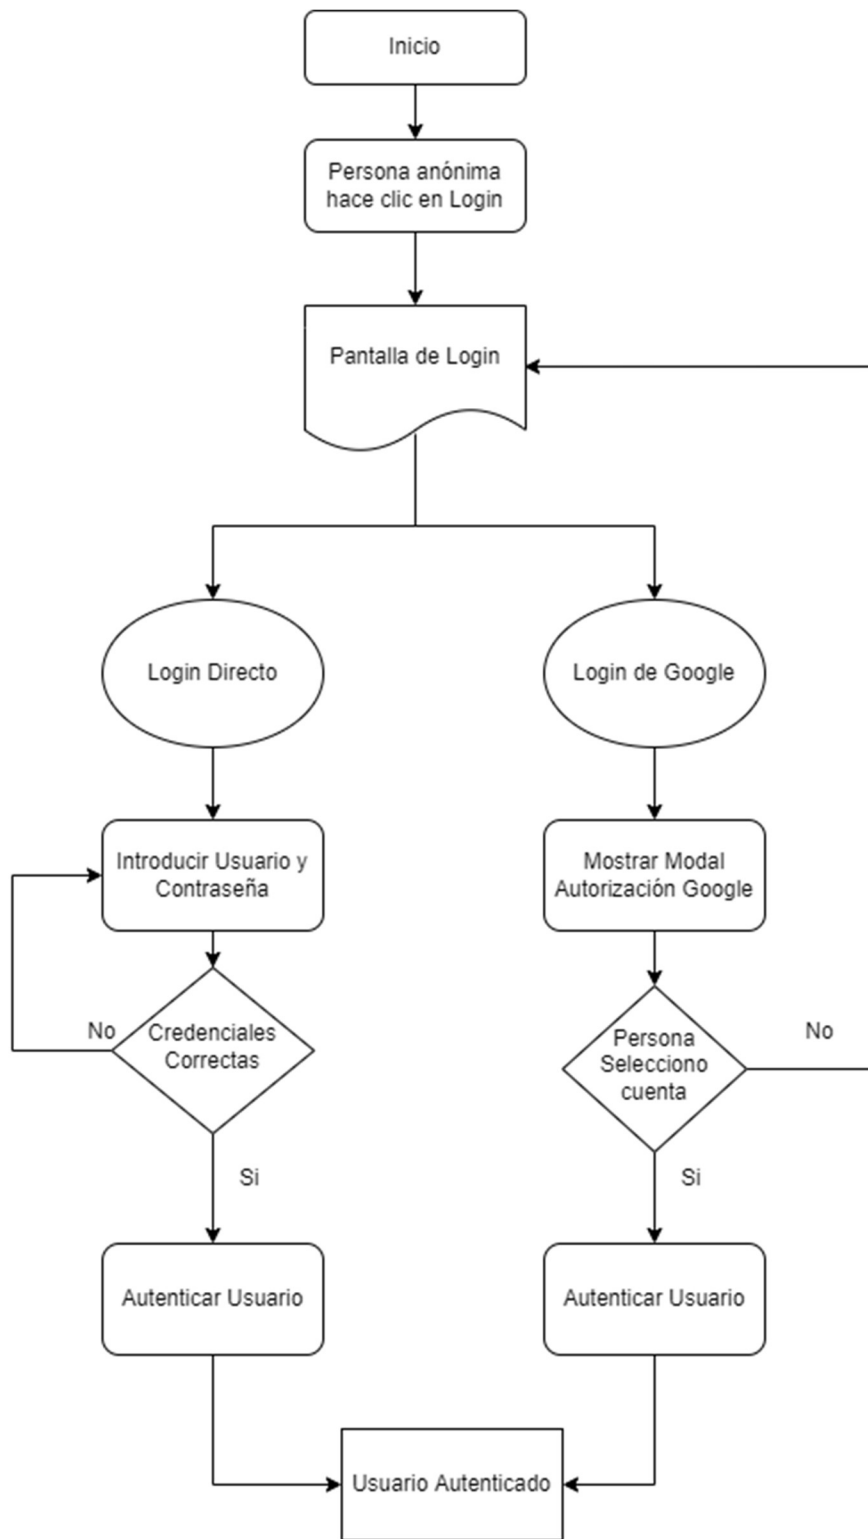 Inicio
Persona anónima
hace clic en Login
Pantalla de Login
Login Directo
Login de Google
Introducir Usuario y
Contraseña
Mostrar Modal
Autorización Google
No
Credenciales
Correctas
Persona
Selecciono
cuenta
No
Si
Si
Autenticar Usuario
Autenticar Usuario
Usuario Autenticado